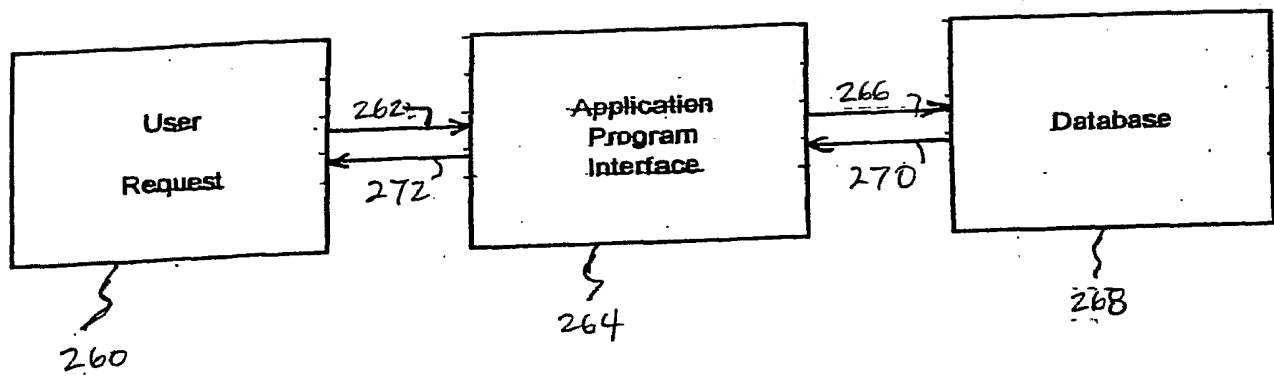 User
Request
262
272
Application
Program
Interface
266
270
Database
260
264
268